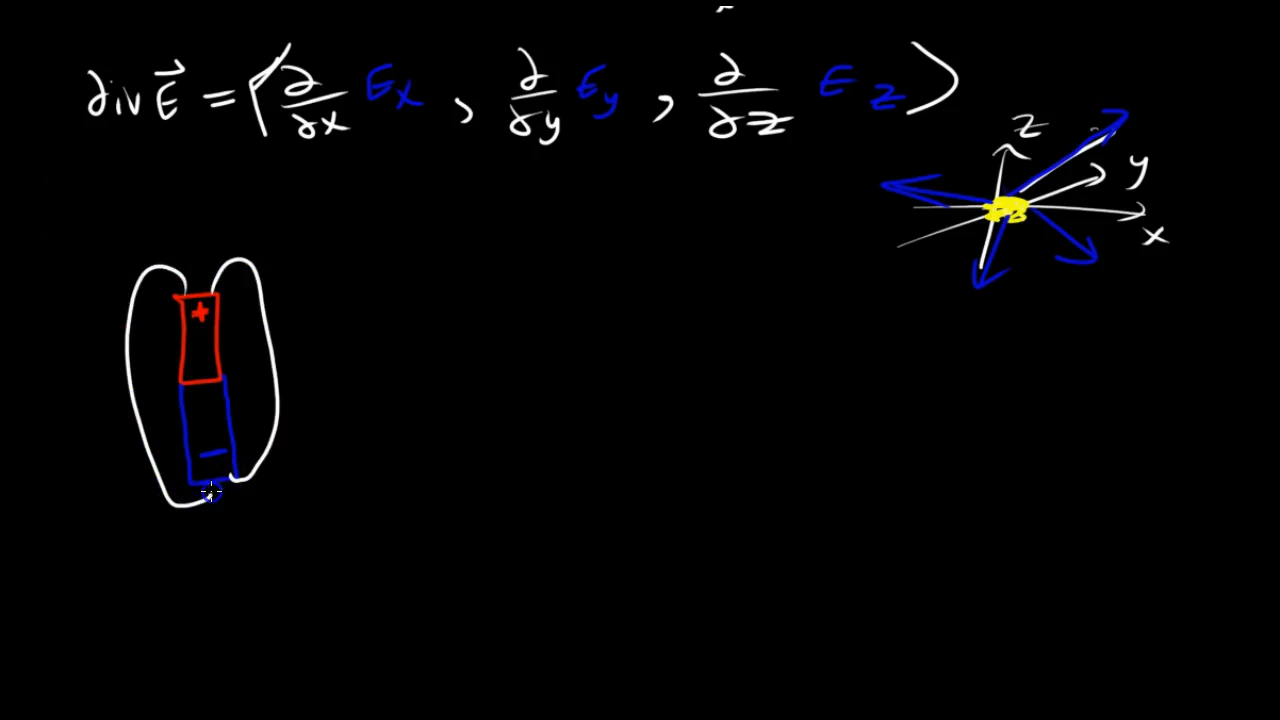 div E⃗ = (∂/∂x Ex , ∂/∂y Ey , ∂/∂z Ez)
z
y
x
+
−